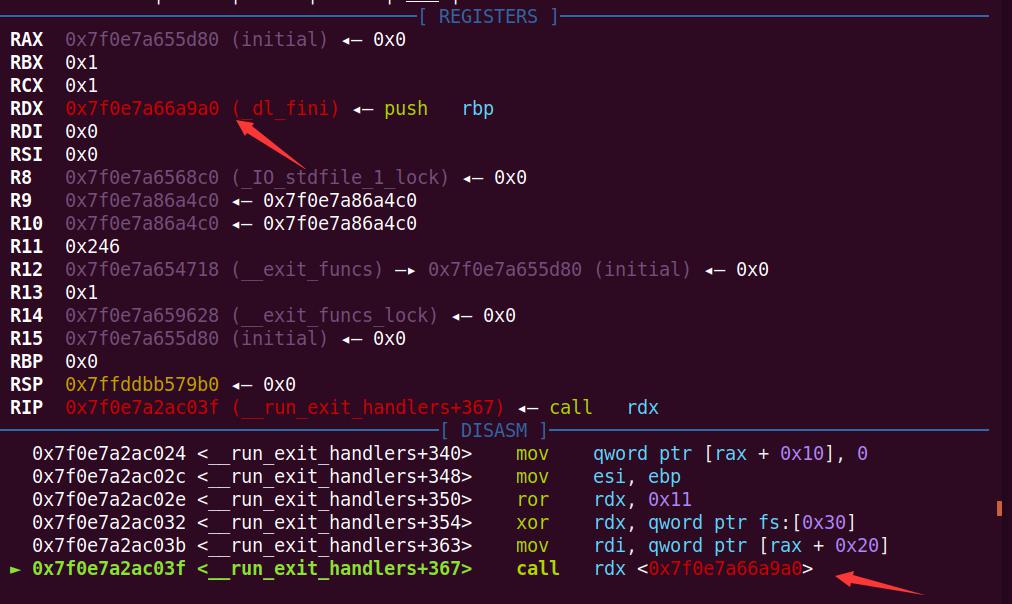 [ REGISTERS ]
RAX 0x7f0e7a655d80 (initial) ◂— 0x0
RBX 0x1
RCX 0x1
RDX 0x7f0e7a66a9a0 (_dl_fini) ◂— push rbp
RDI 0x0
RSI 0x0
R8 0x7f0e7a6568c0 (_IO_stdfile_1_lock) ◂— 0x0
R9 0x7f0e7a86a4c0 ◂— 0x7f0e7a86a4c0
R10 0x7f0e7a86a4c0 ◂— 0x7f0e7a86a4c0
R11 0x246
R12 0x7f0e7a654718 (__exit_funcs) —▸ 0x7f0e7a655d80 (initial) ◂— 0x0
R13 0x1
R14 0x7f0e7a659628 (__exit_funcs_lock) ◂— 0x0
R15 0x7f0e7a655d80 (initial) ◂— 0x0
RBP 0x0
RSP 0x7ffddbb579b0 ◂— 0x0
RIP 0x7f0e7a2ac03f (__run_exit_handlers+367) ◂— call rdx
[ DISASM ]
0x7f0e7a2ac024 <__run_exit_handlers+340> mov qword ptr [rax + 0x10], 0
0x7f0e7a2ac02c <__run_exit_handlers+348> mov esi, ebp
0x7f0e7a2ac02e <__run_exit_handlers+350> ror rdx, 0x11
0x7f0e7a2ac032 <__run_exit_handlers+354> xor rdx, qword ptr fs:[0x30]
0x7f0e7a2ac03b <__run_exit_handlers+363> mov rdi, qword ptr [rax + 0x20]
► 0x7f0e7a2ac03f <__run_exit_handlers+367> call rdx <0x7f0e7a66a9a0>